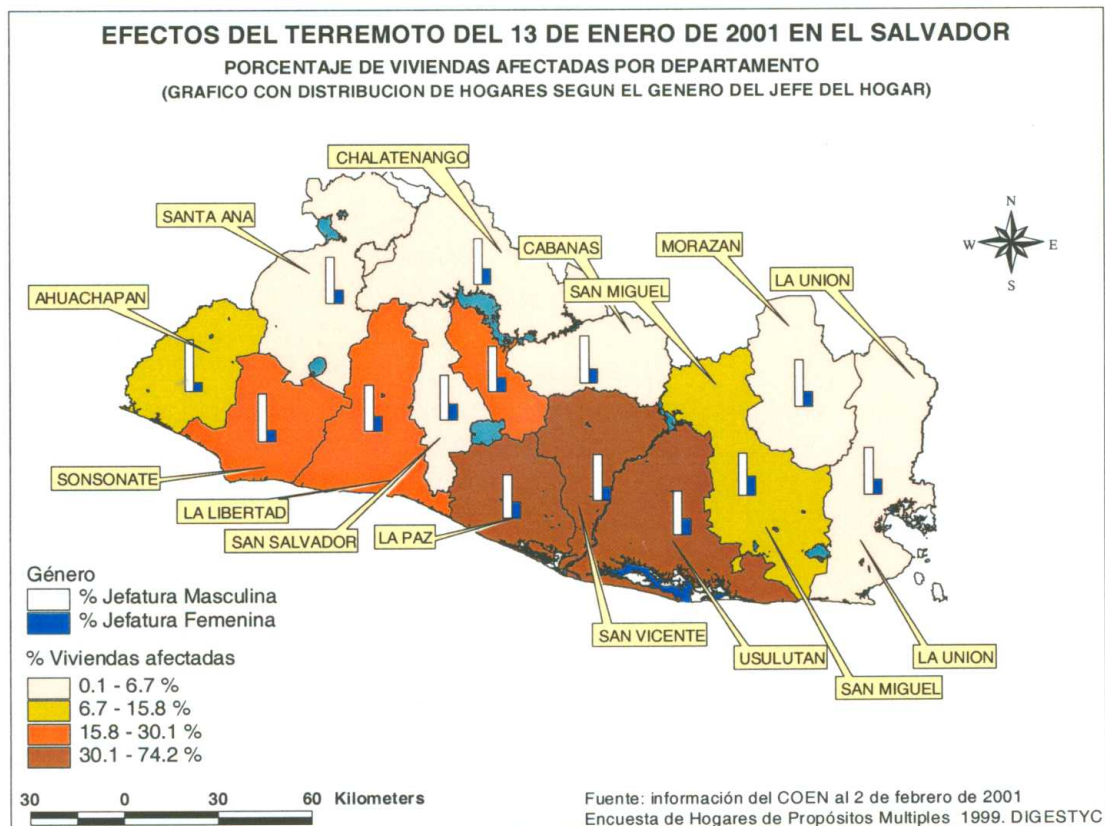 EFECTOS DEL TERREMOTO DEL 13 DE ENERO DE 2001 EN EL SALVADOR
PORCENTAJE DE VIVIENDAS AFECTADAS POR DEPARTAMENTO
(GRAFICO CON DISTRIBUCION DE HOGARES SEGUN EL GENERO DEL JEFE DEL HOGAR)
CHALATENANGO
SANTA ANA
CABANAS
MORAZAN
N
W
E
S
AHUACHAPAN
SAN MIGUEL
LA UNION
SONSONATE
LA LIBERTAD
SAN SALVADOR
LA PAZ
SAN VICENTE
USULUTAN
LA UNION
SAN MIGUEL
Género
% Jefatura Masculina
% Jefatura Femenina
% Viviendas afectadas
0.1 - 6.7 %
6.7 - 15.8 %
15.8 - 30.1 %
30.1 - 74.2 %
30 0 30 60 Kilometers
Fuente: información del COEN al 2 de febrero de 2001
Encuesta de Hogares de Propósitos Multiples 1999. DIGESTYC